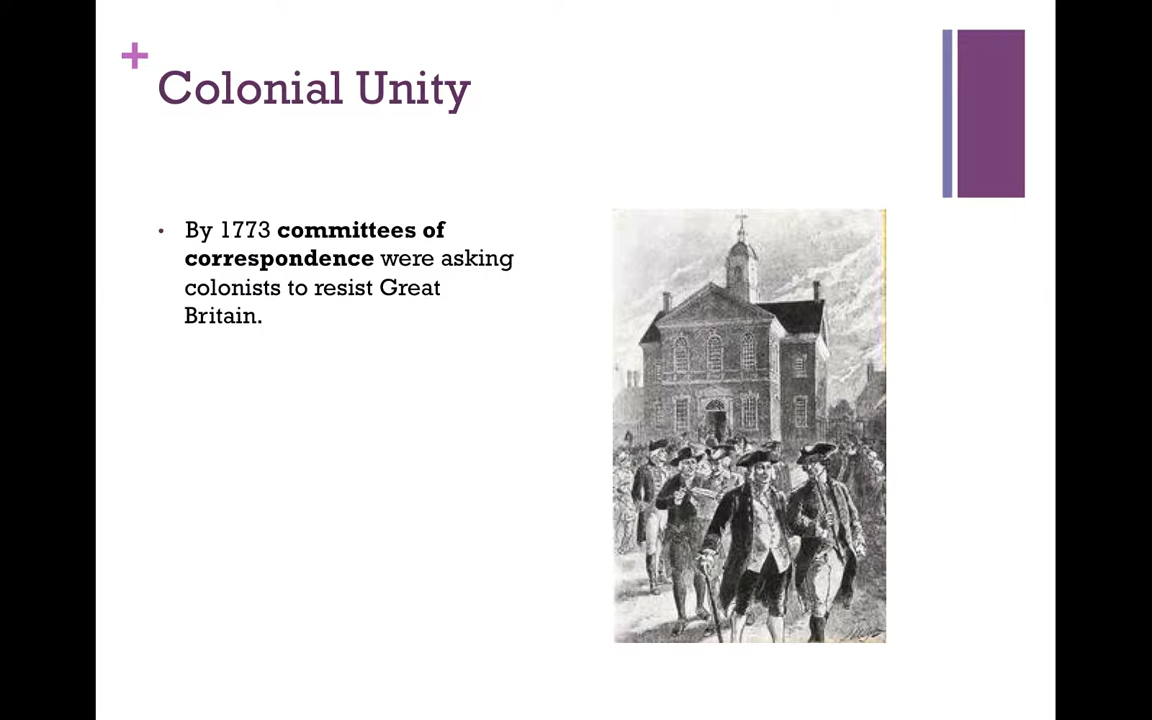 +
Colonial Unity
• By 1773 committees of
correspondence were asking
colonists to resist Great
Britain.